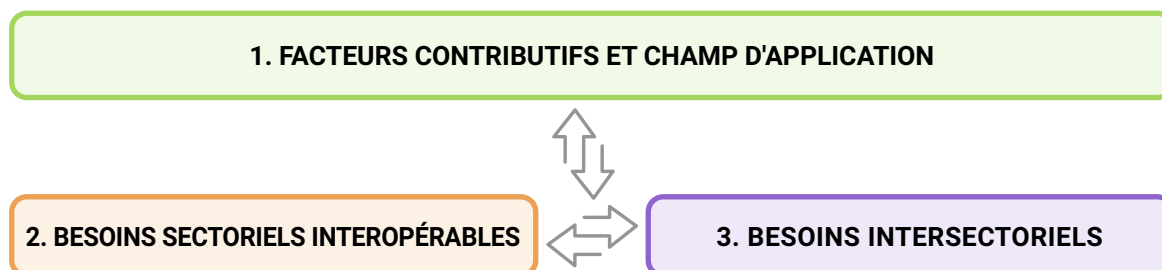 1. FACTEURS CONTRIBUTIFS ET CHAMP D'APPLICATION
2. BESOINS SECTORIELS INTEROPÉRABLES
3. BESOINS INTERSECTORIELS